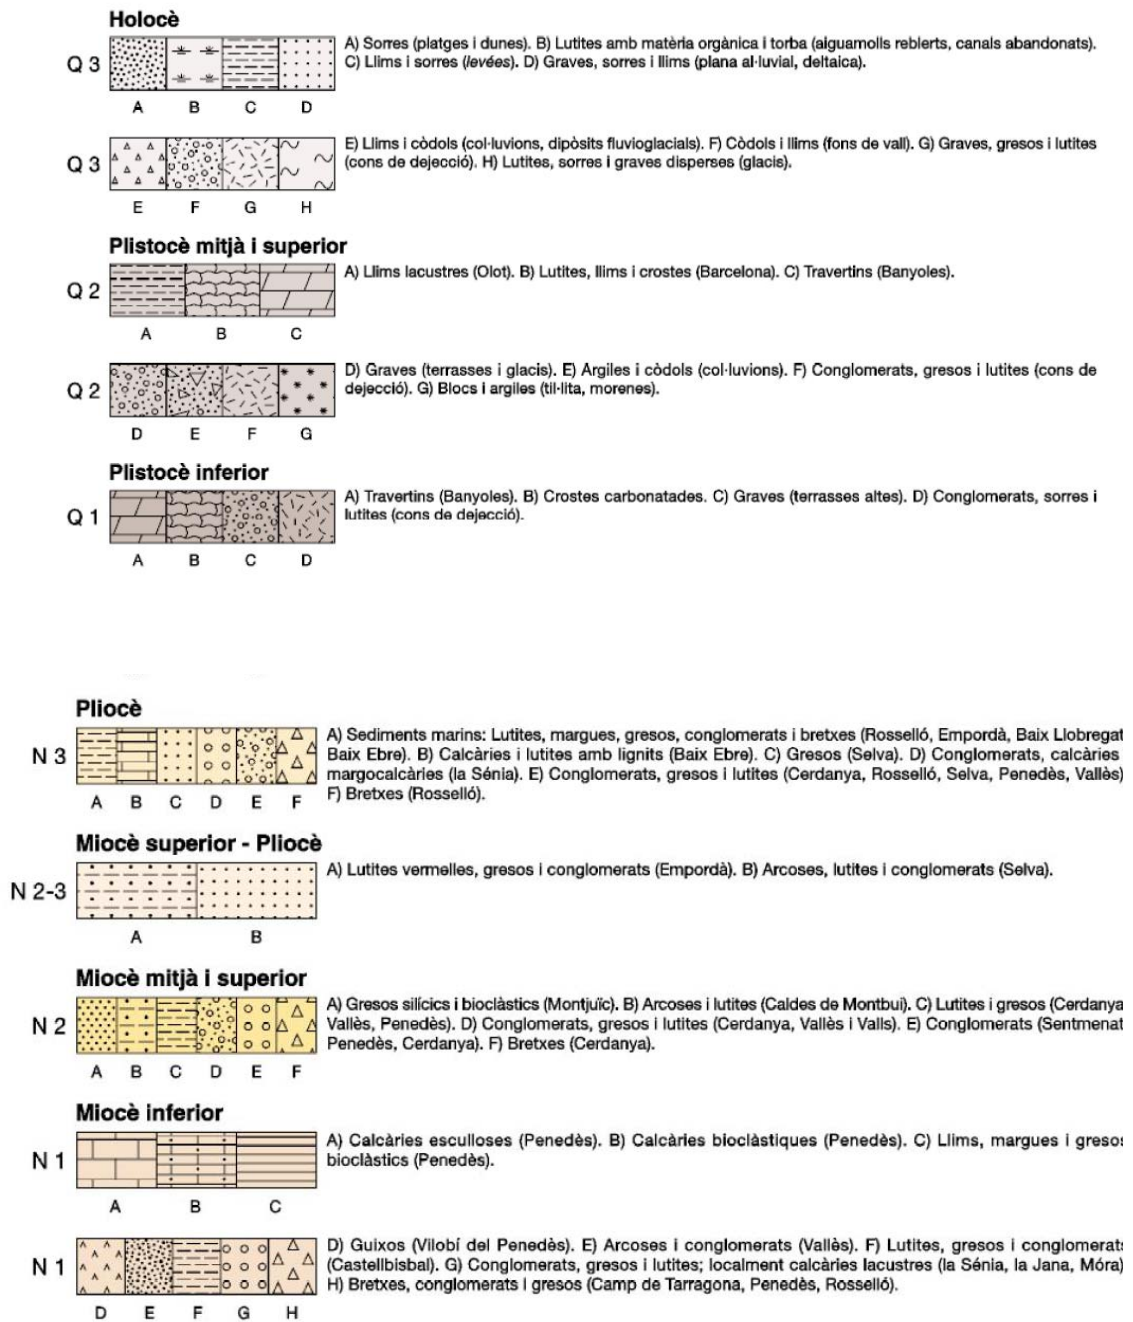 Holocè
Q 3
A) Sorres (platges i dunes). B) Lutites amb matèria orgànica i torba (aiguamolls reblerts, canals abandonats).
C) Llims i sorres (levées). D) Graves, sorres i llims (plana al·luvial, deltaica).
A B C D
Q 3
E) Llims i còdols (col·luvions, dipòsits fluvioglacials). F) Còdols i llims (fons de vall). G) Graves, gresos i lutites
(cons de dejecció). H) Lutites, sorres i graves disperses (glacis).
E F G H
Plistocè mitjà i superior
Q 2
A) Llims lacustres (Olot). B) Lutites, llims i crostes (Barcelona). C) Travertins (Banyoles).
A B C
Q 2
D) Graves (terrasses i glacis). E) Argiles i còdols (col·luvions). F) Conglomerats, gresos i lutites (cons de
dejecció). G) Blocs i argiles (til·lita, morenes).
D E F G
Plistocè inferior
Q 1
A) Travertins (Banyoles). B) Crostes carbonatades. C) Graves (terrasses altes). D) Conglomerats, sorres i
lutites (cons de dejecció).
A B C D
Pliocè
N 3
A) Sediments marins: Lutites, margues, gresos, conglomerats i bretxes (Rosselló, Empordà, Baix Llobregat
Baix Ebre). B) Calcàries i lutites amb lignits (Baix Ebre). C) Gresos (Selva). D) Conglomerats, calcàries
margocalcàries (la Sénia). E) Conglomerats, gresos i lutites (Cerdanya, Rosselló, Selva, Penedès, Vallès)
F) Bretxes (Rosselló).
A B C D E F
Miocè superior - Pliocè
N 2-3
A) Lutites vermelles, gresos i conglomerats (Empordà). B) Arcoses, lutites i conglomerats (Selva).
A B
Miocè mitjà i superior
N 2
A) Gresos silícics i bioclàstics (Montjuïc). B) Arcoses i lutites (Caldes de Montbui). C) Lutites i gresos (Cerdanya
Vallès, Penedès). D) Conglomerats, gresos i lutites (Cerdanya, Vallès i Valls). E) Conglomerats (Sentmenat
Penedès, Cerdanya). F) Bretxes (Cerdanya).
A B C D E F
Miocè inferior
N 1
A) Calcàries esculloses (Penedès). B) Calcàries bioclàstiques (Penedès). C) Llims, margues i gresos
bioclàstics (Penedès).
A B C
N 1
D) Guixos (Vilobí del Penedès). E) Arcoses i conglomerats (Vallès). F) Lutites, gresos i conglomerats
(Castellbisbal). G) Conglomerats, gresos i lutites; localment calcàries lacustres (la Sénia, la Jana, Móra)
H) Bretxes, conglomerats i gresos (Camp de Tarragona, Penedès, Rosselló).
D E F G H